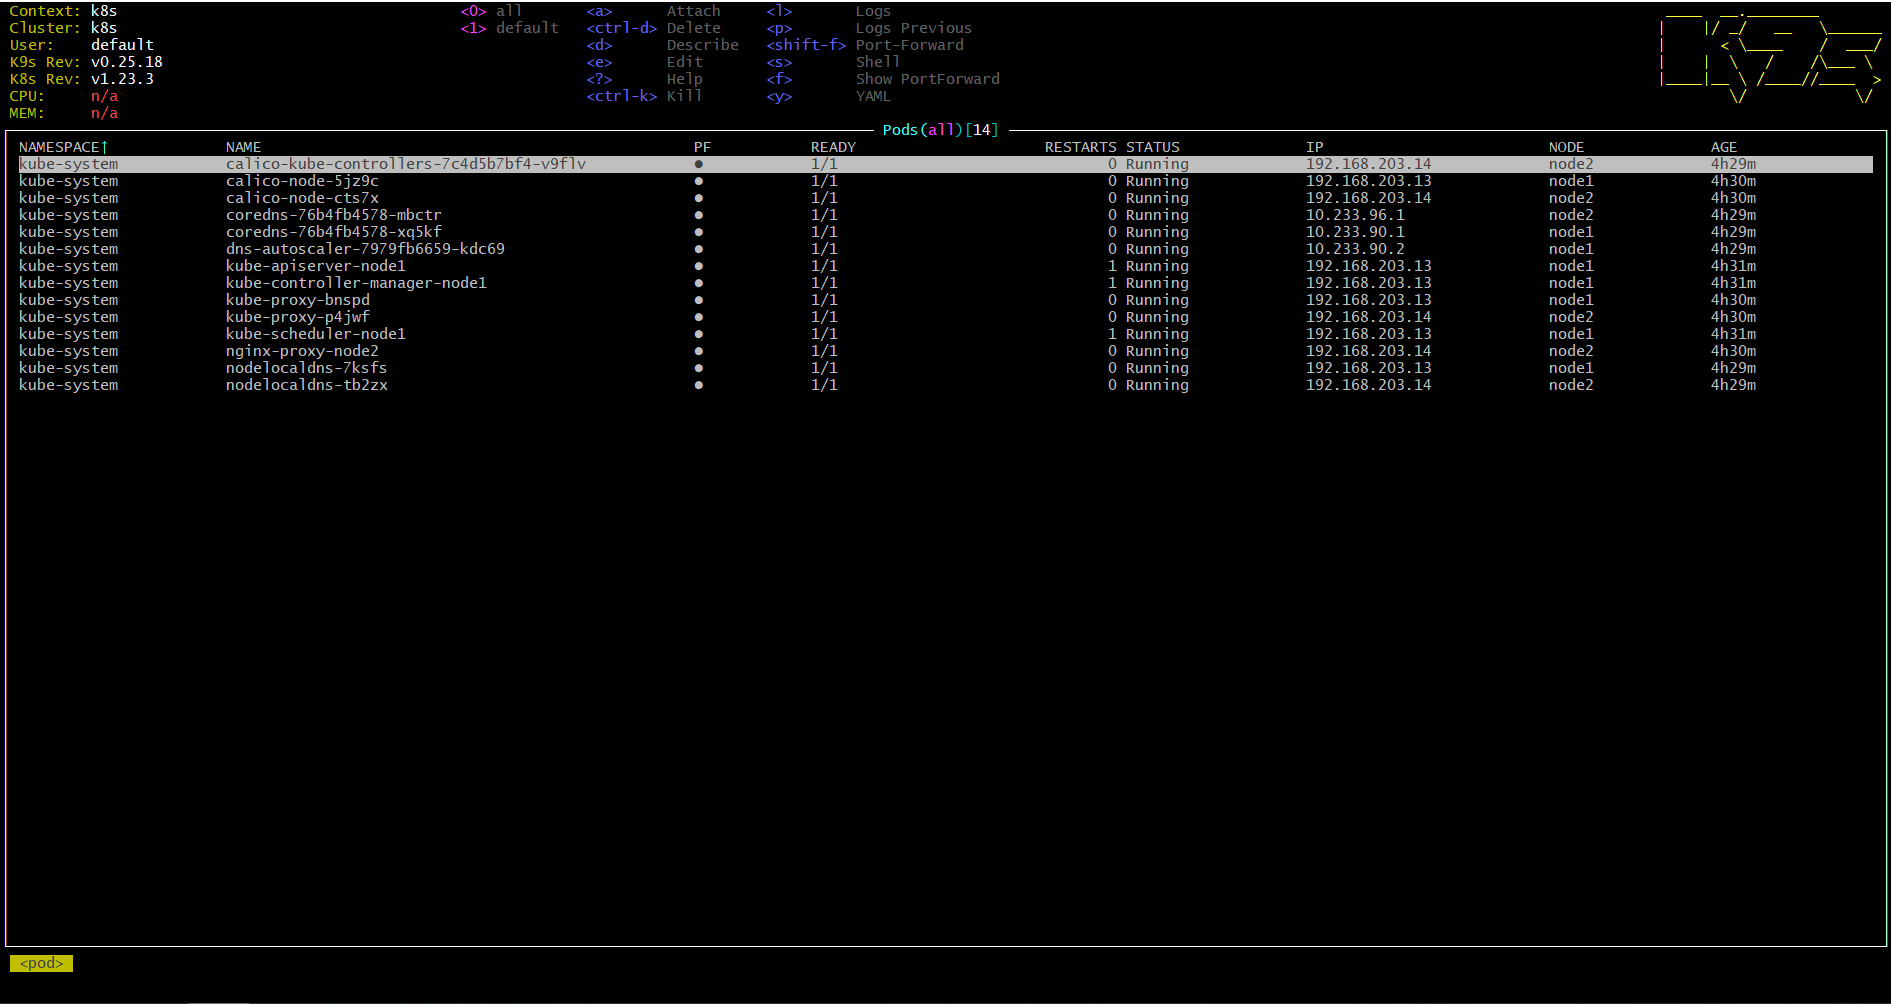 Context: k8s <0> all <a> Attach <l> Logs
Cluster: k8s <1> default <ctrl-d> Delete <p> Logs Previous
User: default <d> Describe <shift-f> Port-Forward
K9s Rev: v0.25.18 <e> Edit <s> Shell
K8s Rev: v1.23.3 <?> Help <f> Show PortForward
CPU: n/a <ctrl-k> Kill <y> YAML
MEM: n/a
Pods(all)[14]
NAMESPACE↑ NAME PF READY RESTARTS STATUS IP NODE AGE
kube-system calico-kube-controllers-7c4d5b7bf4-v9flv ● 1/1 0 Running 192.168.203.14 node2 4h29m
kube-system calico-node-5jz9c ● 1/1 0 Running 192.168.203.13 node1 4h30m
kube-system calico-node-cts7x ● 1/1 0 Running 192.168.203.14 node2 4h30m
kube-system coredns-76b4fb4578-mbctr ● 1/1 0 Running 10.233.96.1 node2 4h29m
kube-system coredns-76b4fb4578-xq5kf ● 1/1 0 Running 10.233.90.1 node1 4h29m
kube-system dns-autoscaler-7979fb6659-kdc69 ● 1/1 0 Running 10.233.90.2 node1 4h29m
kube-system kube-apiserver-node1 ● 1/1 1 Running 192.168.203.13 node1 4h31m
kube-system kube-controller-manager-node1 ● 1/1 1 Running 192.168.203.13 node1 4h31m
kube-system kube-proxy-bnspd ● 1/1 0 Running 192.168.203.13 node1 4h30m
kube-system kube-proxy-p4jwf ● 1/1 0 Running 192.168.203.14 node2 4h30m
kube-system kube-scheduler-node1 ● 1/1 1 Running 192.168.203.13 node1 4h31m
kube-system nginx-proxy-node2 ● 1/1 0 Running 192.168.203.14 node2 4h30m
kube-system nodelocaldns-7ksfs ● 1/1 0 Running 192.168.203.13 node1 4h29m
kube-system nodelocaldns-tb2zx ● 1/1 0 Running 192.168.203.14 node2 4h29m
<pod>